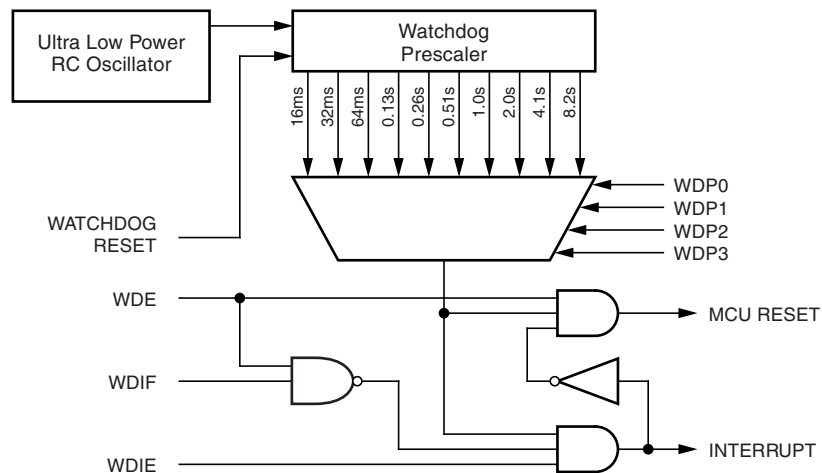 Ultra Low Power
RC Oscillator
Watchdog
Prescaler
16ms
32ms
64ms
0.13s
0.26s
0.51s
1.0s
2.0s
4.1s
8.2s
WDP0
WDP1
WDP2
WDP3
WATCHDOG
RESET
WDE
MCU RESET
WDIF
WDIE
INTERRUPT